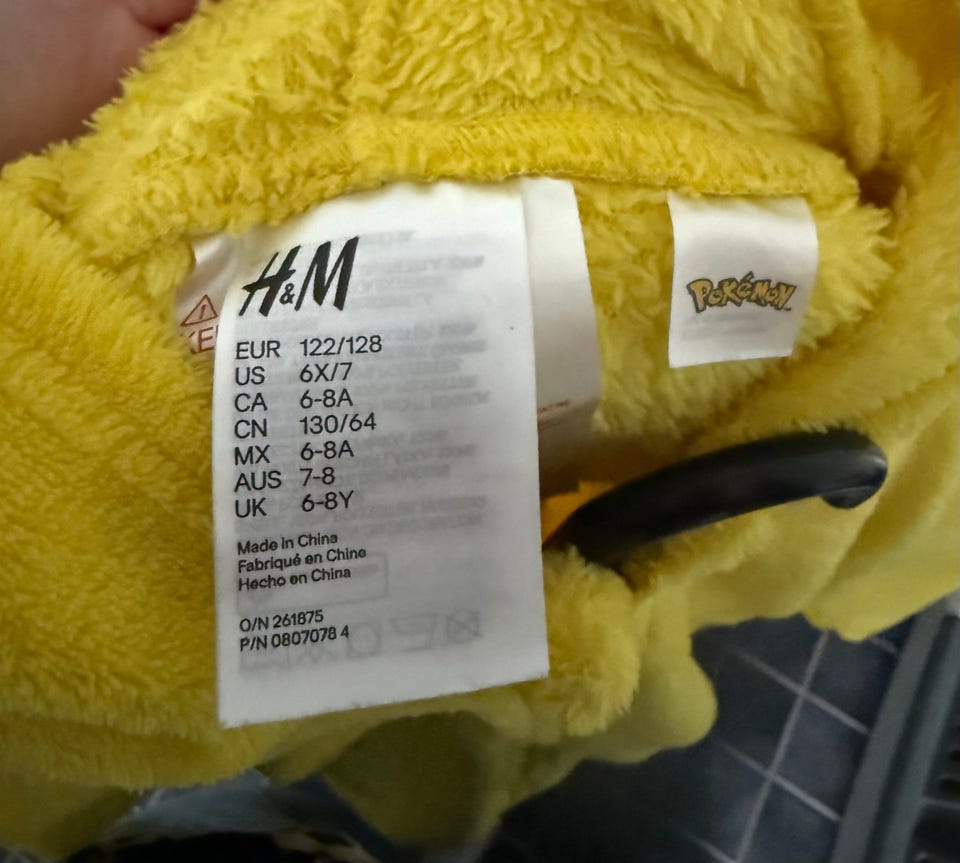 H&M
EUR 122/128
US 6X/7
CA 6-8A
CN 130/64
MX 6-8A
AUS 7-8
UK 6-8Y
Made in China
Fabriqué en Chine
Hecho en China
O/N 261875
P/N 0807078 4
POKéMON